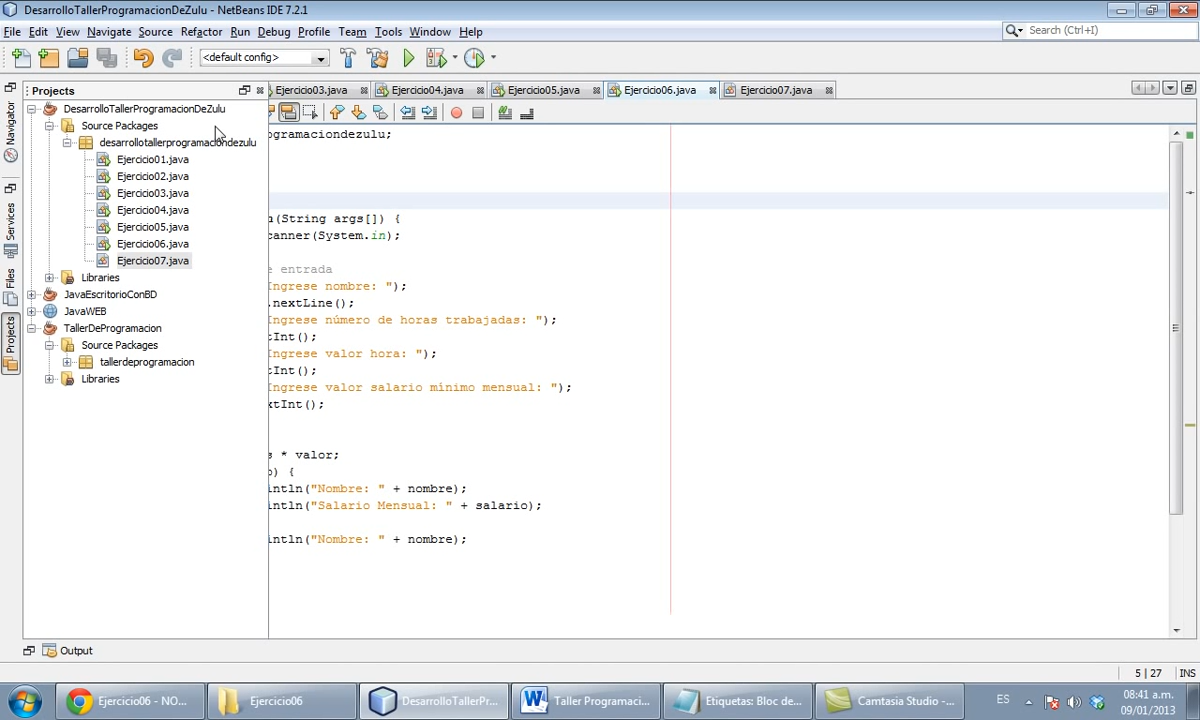 DesarrolloTallerProgramacionDeZulu - NetBeans IDE 7.2.1
File Edit View Navigate Source Refactor Run Debug Profile Team Tools Window Help
Search (Ctrl+I)
<default config>
Projects
Ejercicio03.java Ejercicio04.java Ejercicio05.java Ejercicio06.java Ejercicio07.java
Navigator
Services
Files
Projects
DesarrolloTallerProgramacionDeZulu
Source Packages
desarrollotallerprogramaciondezulu
Ejercicio01.java
Ejercicio02.java
Ejercicio03.java
Ejercicio04.java
Ejercicio05.java
Ejercicio06.java
Ejercicio07.java
Libraries
JavaEscritorioConBD
JavaWEB
TallerDeProgramacion
Source Packages
tallerdeprogramacion
Libraries
ogramaciondezulu;
(String args[]) {
canner(System.in);
e entrada
Ingrese nombre: ");
.nextLine();
Ingrese número de horas trabajadas: ");
tInt();
Ingrese valor hora: ");
tInt();
Ingrese valor salario mínimo mensual: ");
xtInt();
s * valor;
o) {
intln("Nombre: " + nombre);
intln("Salario Mensual: " + salario);
intln("Nombre: " + nombre);
Output
5 | 27 INS
Ejercicio06 - NO... Ejercicio06 DesarrolloTallerPr... Taller Programaci... Etiquetas: Bloc de... Camtasia Studio -...
ES
08:41 a.m.
09/01/2013